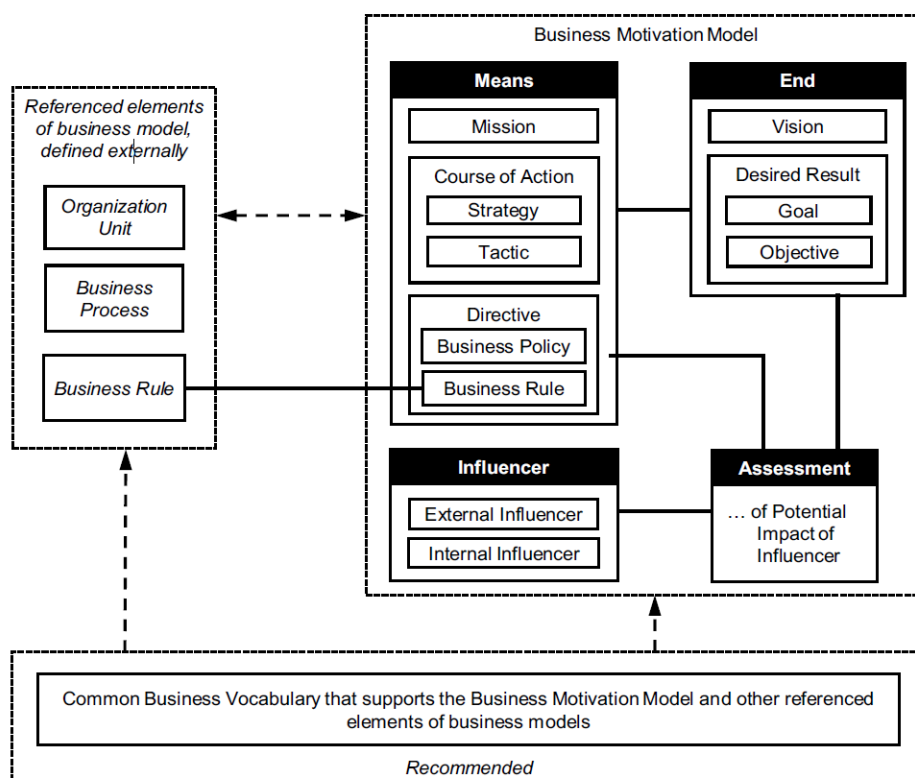 Business Motivation Model
Referenced elements
of business model,
defined externally
Organization
Unit
Business
Process
Business Rule
Means
Mission
Course of Action
Strategy
Tactic
Directive
Business Policy
Business Rule
End
Vision
Desired Result
Goal
Objective
Influencer
External Influencer
Internal Influencer
Assessment
... of Potential
Impact of
Influencer
Common Business Vocabulary that supports the Business Motivation Model and other referenced
elements of business models
Recommended